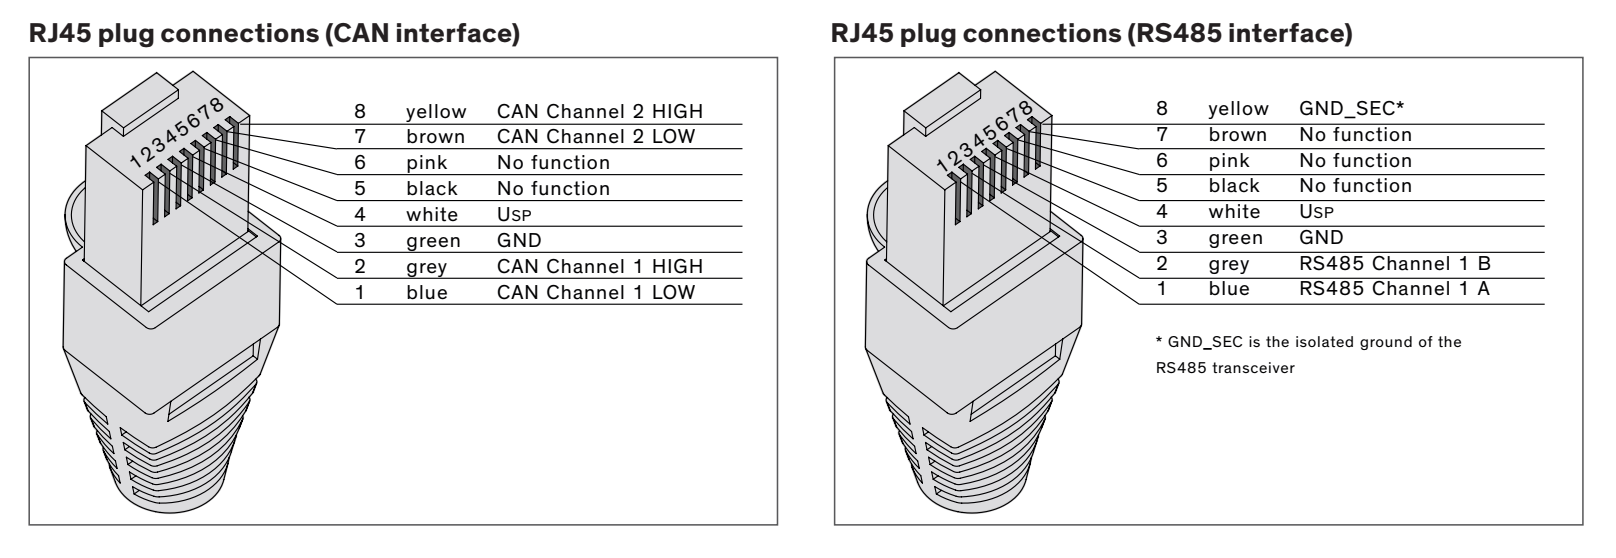 RJ45 plug connections (CAN interface)
12345678
8 yellow CAN Channel 2 HIGH
7 brown CAN Channel 2 LOW
6 pink No function
5 black No function
4 white USP
3 green GND
2 grey CAN Channel 1 HIGH
1 blue CAN Channel 1 LOW
RJ45 plug connections (RS485 interface)
12345678
8 yellow GND_SEC*
7 brown No function
6 pink No function
5 black No function
4 white USP
3 green GND
2 grey RS485 Channel 1 B
1 blue RS485 Channel 1 A
* GND_SEC is the isolated ground of the
RS485 transceiver